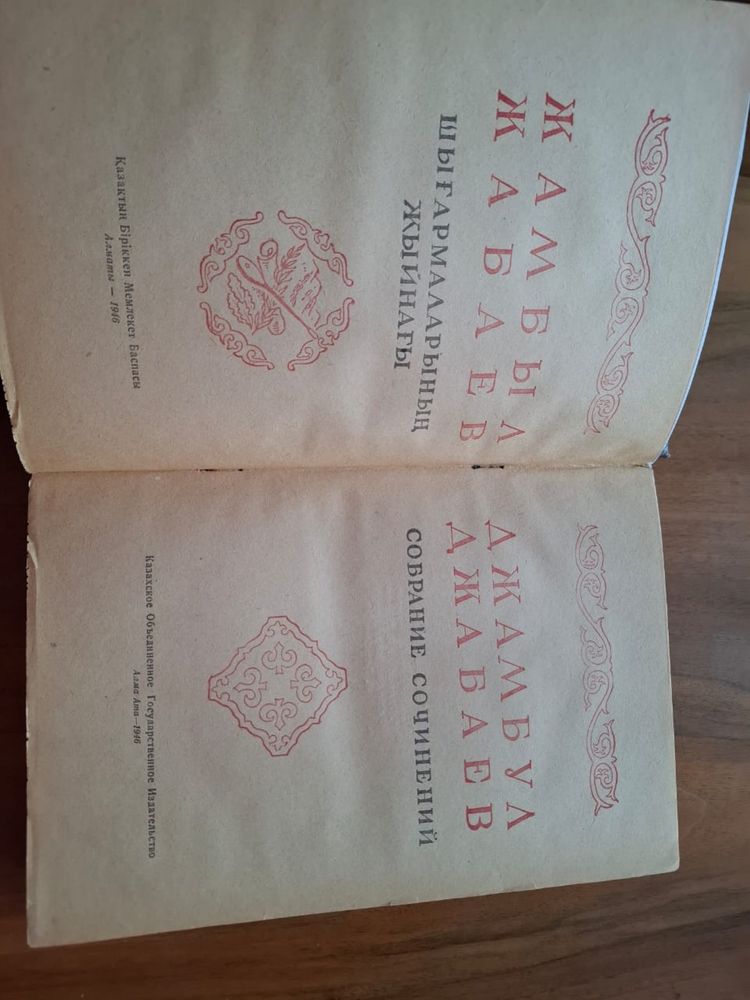 ЖАМБЫЛ
ЖАБАЕВ
ШЫҒАРМАЛАРЫНЫҢ
ЖЫЙНАҒЫ
Қазақтың Біріккен Мемлекет Баспасы
Алматы — 1946
ДЖАМБУЛ
ДЖАБАЕВ
СОБРАНИЕ СОЧИНЕНИЙ
Казахское Объединенное Государственное Издательство
Алма Ата—1946